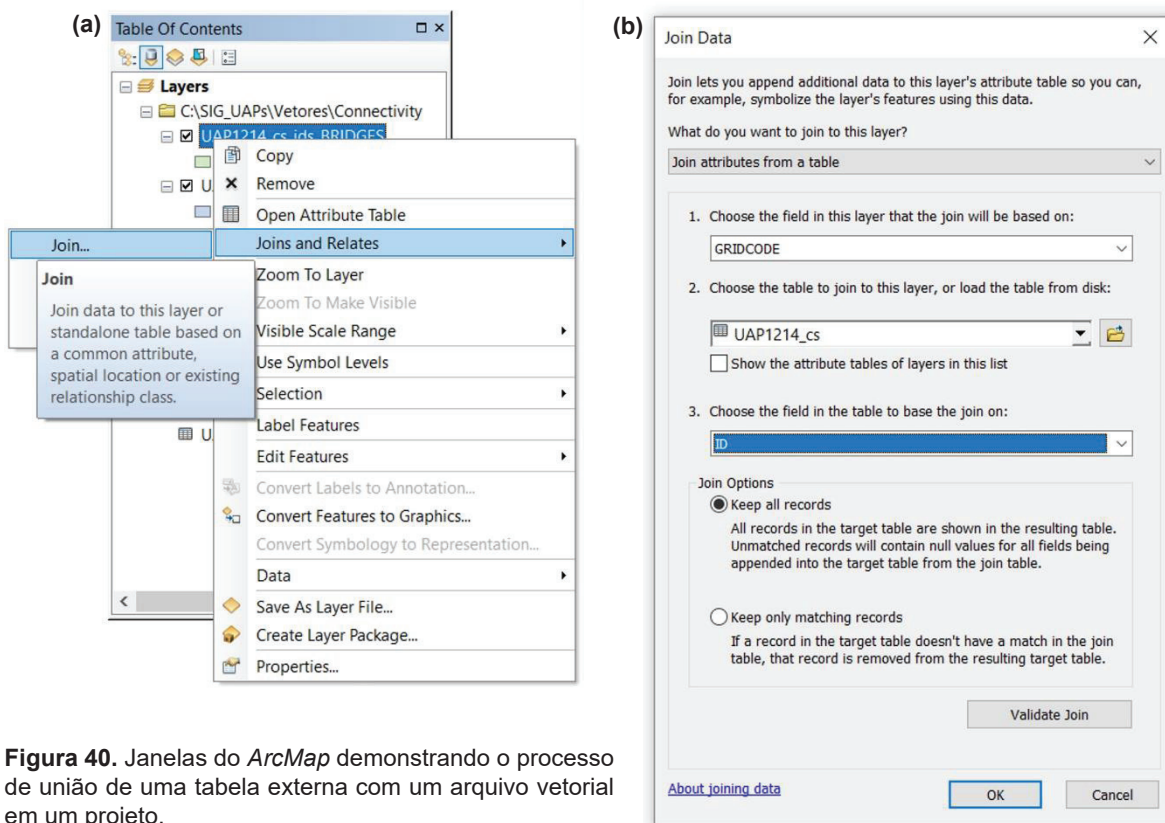 (a)
Table Of Contents
Layers
C:\SIG_UAPs\Vetores\Connectivity
UAP1214_cs_ids_BRIDGES
Copy
U
Remove
Open Attribute Table
Join...
Joins and Relates
Join
Join data to this layer or
standalone table based on
a common attribute,
spatial location or existing
relationship class.
Zoom To Layer
Zoom To Make Visible
Visible Scale Range
Use Symbol Levels
Selection
U
Label Features
Edit Features
Convert Labels to Annotation...
Convert Features to Graphics...
Convert Symbology to Representation...
Data
Save As Layer File...
Create Layer Package...
Properties...
(b)
Join Data
Join lets you append additional data to this layer's attribute table so you can,
for example, symbolize the layer's features using this data.
What do you want to join to this layer?
Join attributes from a table
1. Choose the field in this layer that the join will be based on:
GRIDCODE
2. Choose the table to join to this layer, or load the table from disk:
UAP1214_cs
Show the attribute tables of layers in this list
3. Choose the field in the table to base the join on:
ID
Join Options
Keep all records
All records in the target table are shown in the resulting table.
Unmatched records will contain null values for all fields being
appended into the target table from the join table.
Keep only matching records
If a record in the target table doesn't have a match in the join
table, that record is removed from the resulting target table.
Validate Join
About joining data
OK
Cancel
Figura 40. Janelas do ArcMap demonstrando o processo
de união de uma tabela externa com um arquivo vetorial
em um projeto.